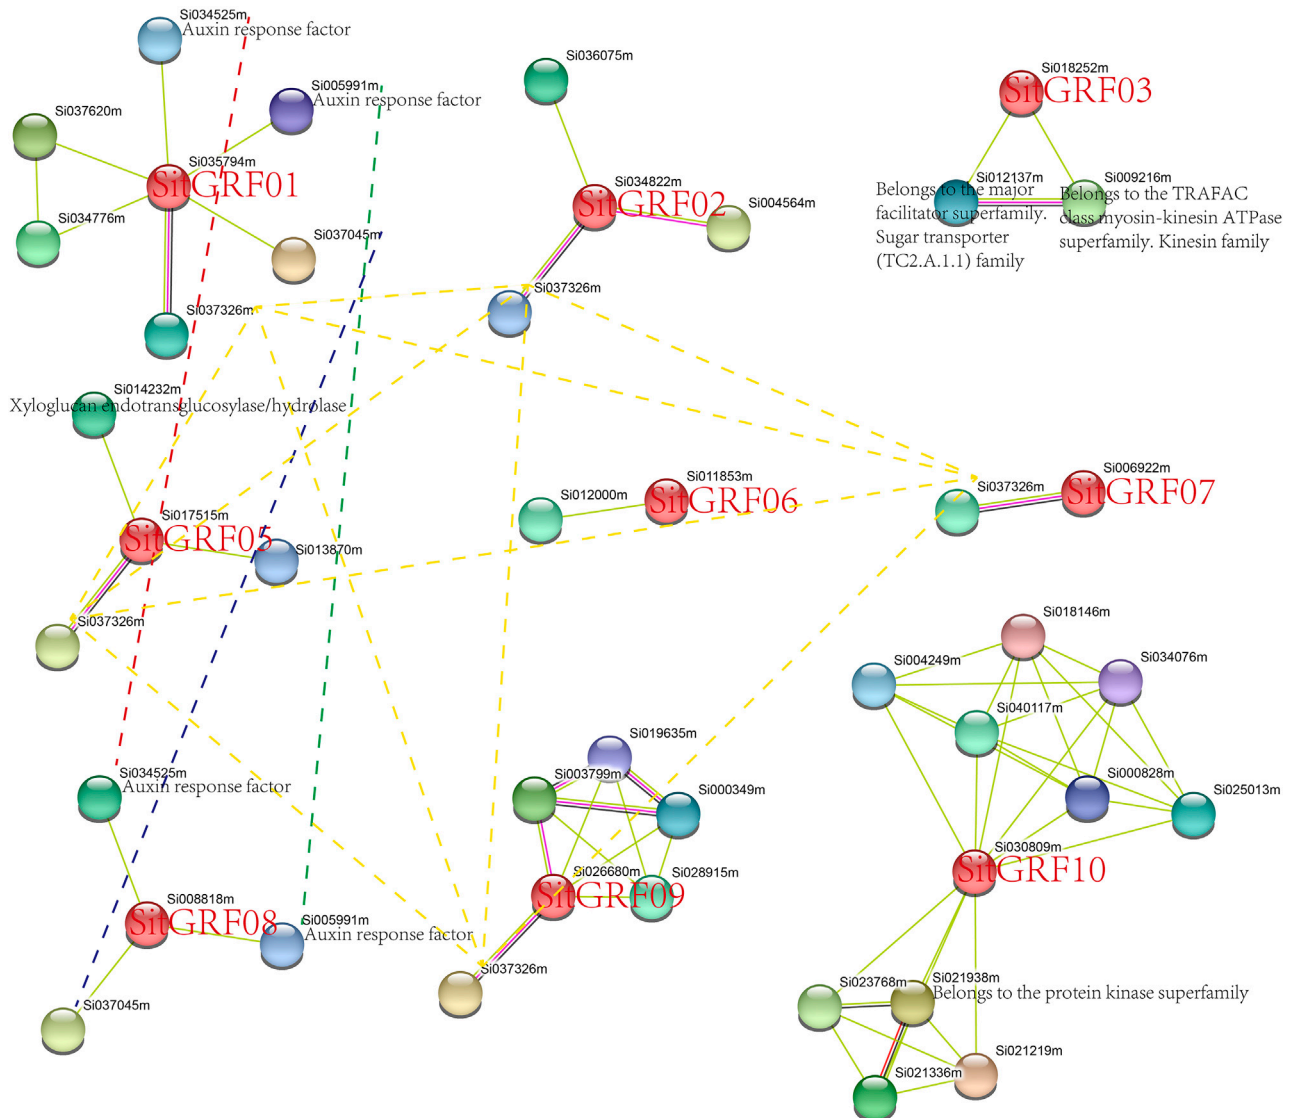 Si034525m
Auxin response factor
Si005991m
Auxin response factor
Si037620m
Si035794m
SitGRF01
Si034776m
Si037045m
Si037326m
Si036075m
Si034822m
SitGRF02
Si004564m
Si037326m
Si018252m
SitGRF03
Si012137m
Belongs to the major
facilitator superfamily.
Sugar transporter
(TC2.A.1.1) family
Si009216m
Belongs to the TRAFAC
class myosin-kinesin ATPase
superfamily. Kinesin family
Si014232m
Xyloglucan endotransglucosylase/hydrolase
Si017515m
SitGRF05
Si013870m
Si037326m
Si011853m
SitGRF06
Si012000m
Si006922m
SitGRF07
Si037326m
Si034525m
Auxin response factor
Si008818m
SitGRF08
Si005991m
Auxin response factor
Si037045m
Si019635m
Si003799m
Si000349m
Si026680m
SitGRF09
Si028915m
Si037326m
Si018146m
Si004249m
Si034076m
Si040117m
Si000828m
Si025013m
Si030809m
SitGRF10
Si023768m
Si021938m
Belongs to the protein kinase superfamily
Si021219m
Si021336m